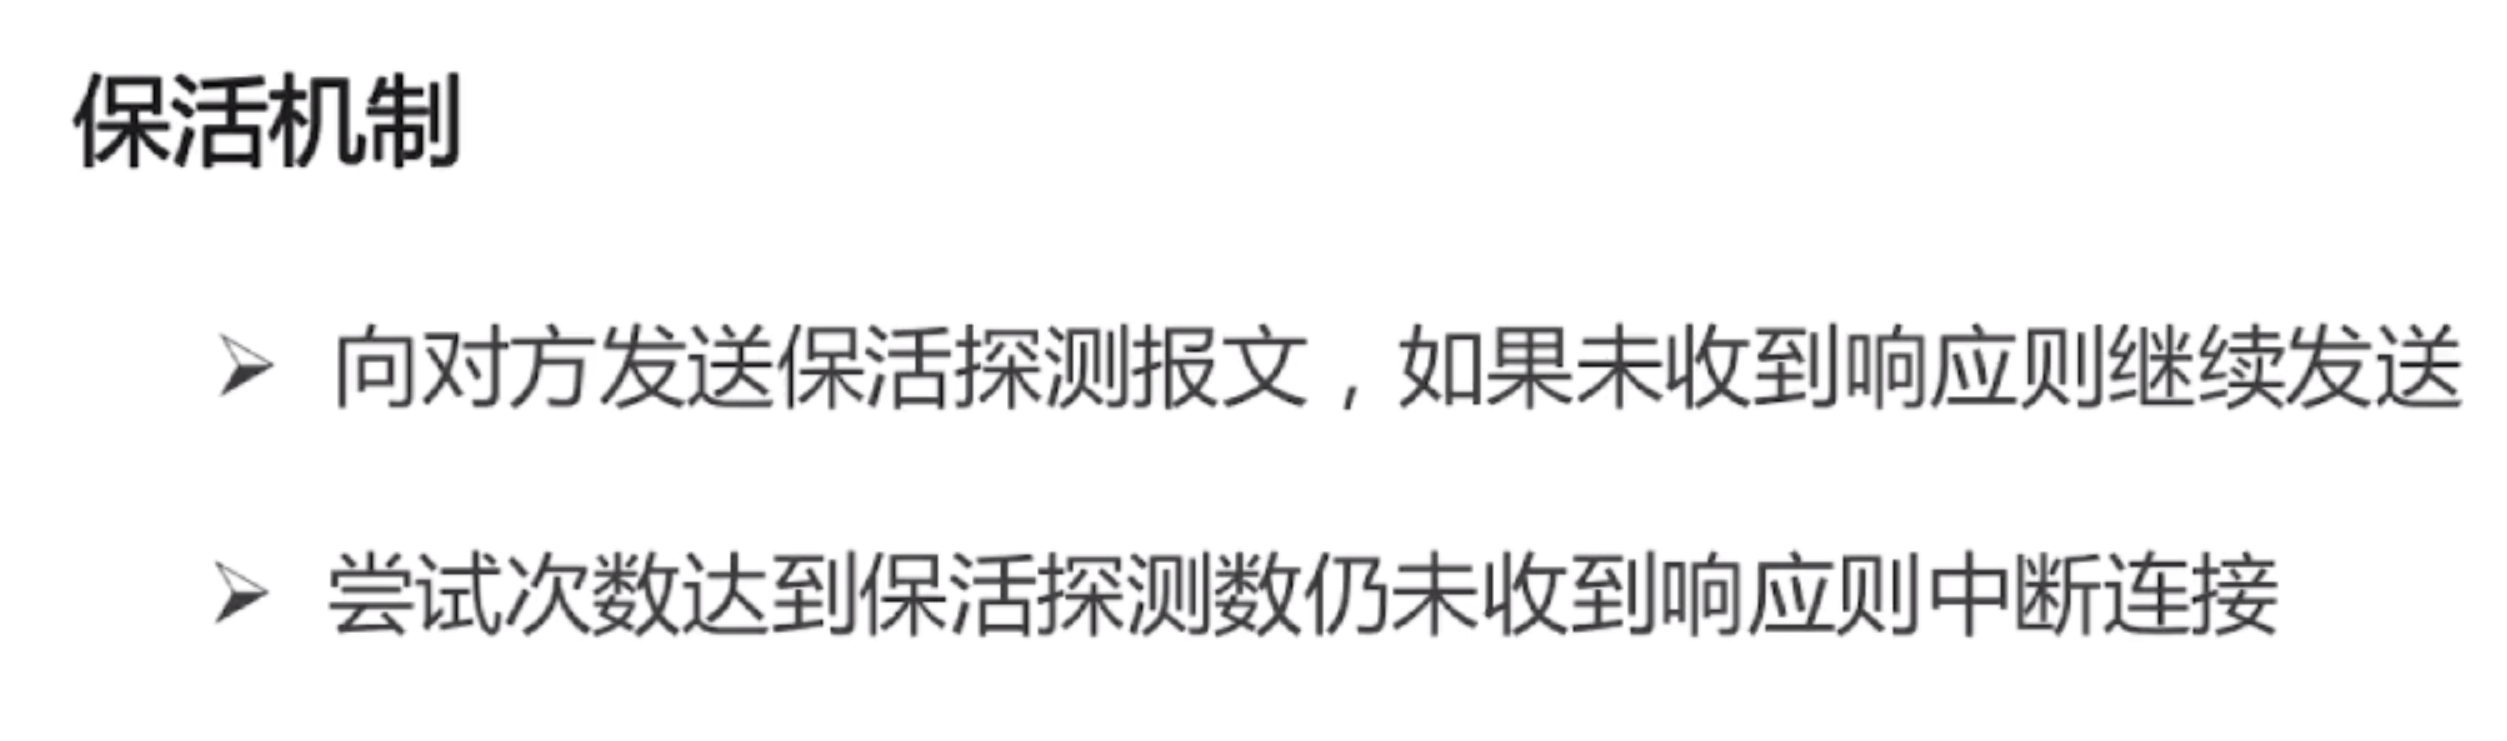 保活机制
➢ 向对方发送保活探测报文，如果未收到响应则继续发送
➢ 尝试次数达到保活探测数仍未收到响应则中断连接